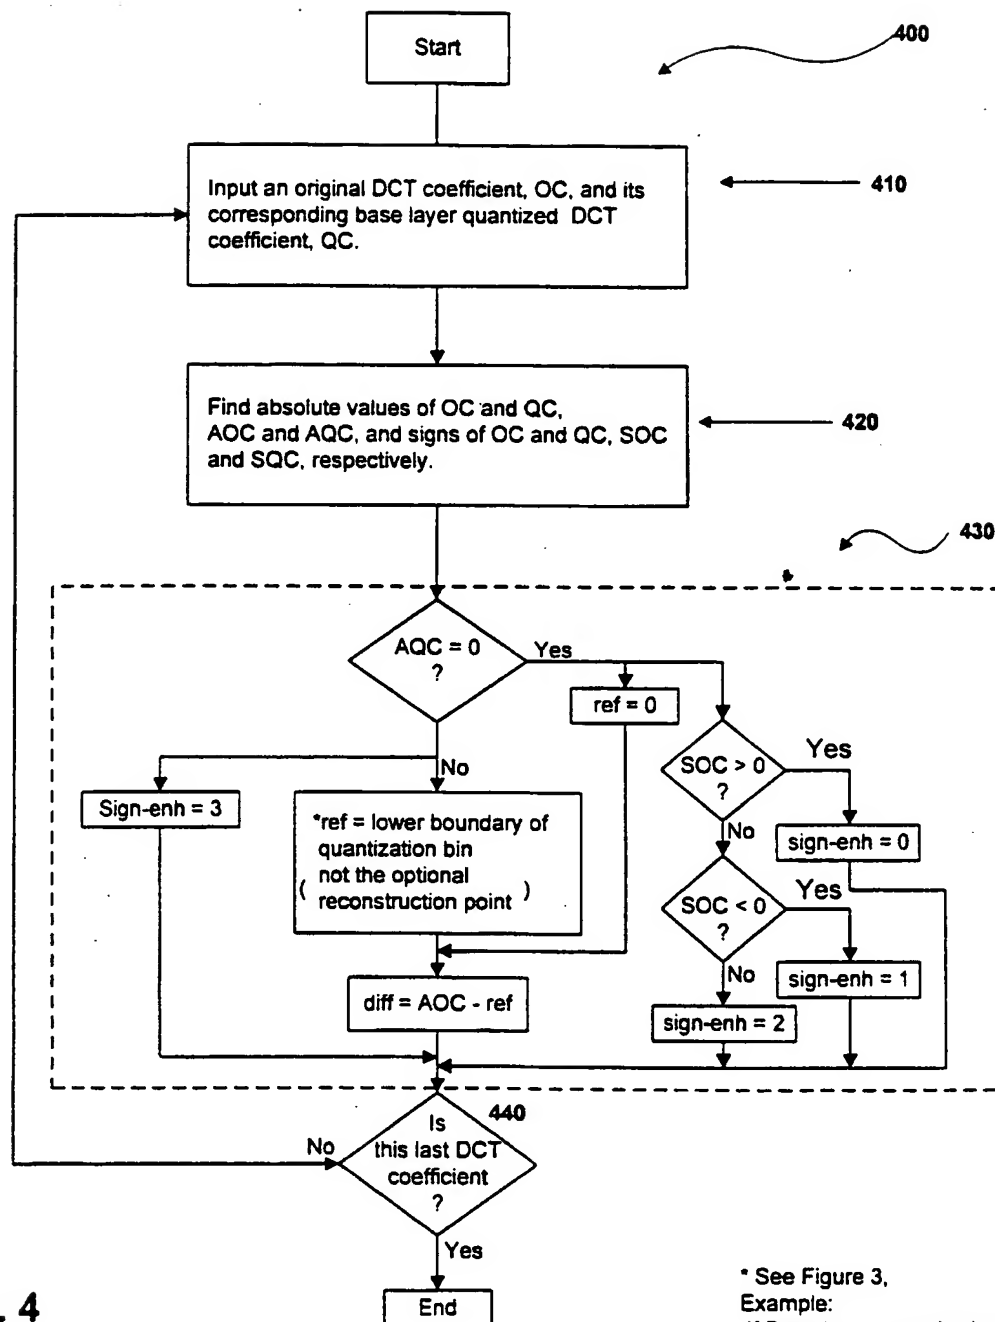 Start
400
Input an original DCT coefficient, OC, and its
corresponding base layer quantized DCT
coefficient, QC.
410
Find absolute values of OC and QC,
AOC and AQC, and signs of OC and QC, SOC
and SQC, respectively.
420
430
AQC = 0
?
Yes
ref = 0
No
Sign-enh = 3
*ref = lower boundary of
quantization bin
not the optional
( reconstruction point )
SOC > 0
?
Yes
No
sign-enh = 0
SOC < 0
?
Yes
No
sign-enh = 1
diff = AOC - ref
sign-enh = 2
440
Is
this last DCT
coefficient
?
No
Yes
End
. 4
* See Figure 3,
Example: